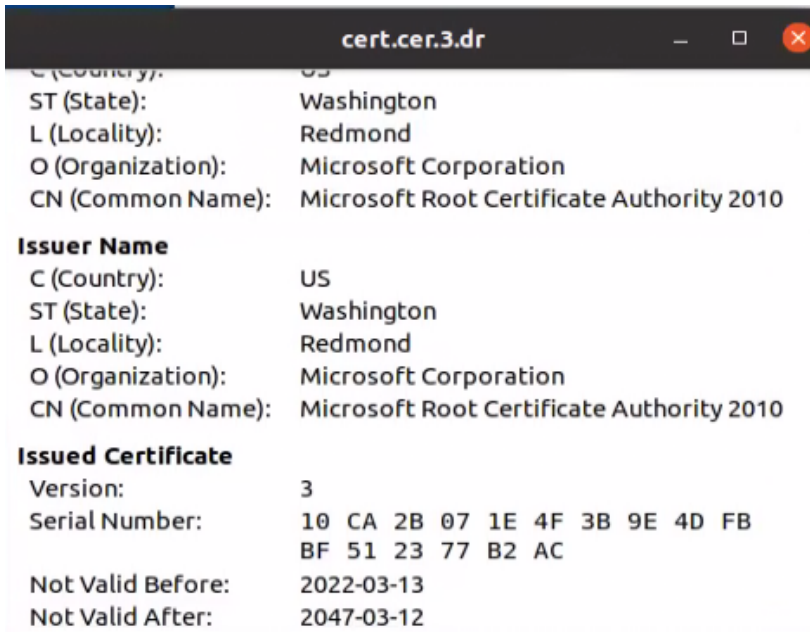 cert.cer.3.dr
C (Country): US
ST (State): Washington
L (Locality): Redmond
O (Organization): Microsoft Corporation
CN (Common Name): Microsoft Root Certificate Authority 2010
Issuer Name
C (Country): US
ST (State): Washington
L (Locality): Redmond
O (Organization): Microsoft Corporation
CN (Common Name): Microsoft Root Certificate Authority 2010
Issued Certificate
Version: 3
Serial Number: 10 CA 2B 07 1E 4F 3B 9E 4D FB
BF 51 23 77 B2 AC
Not Valid Before: 2022-03-13
Not Valid After: 2047-03-12